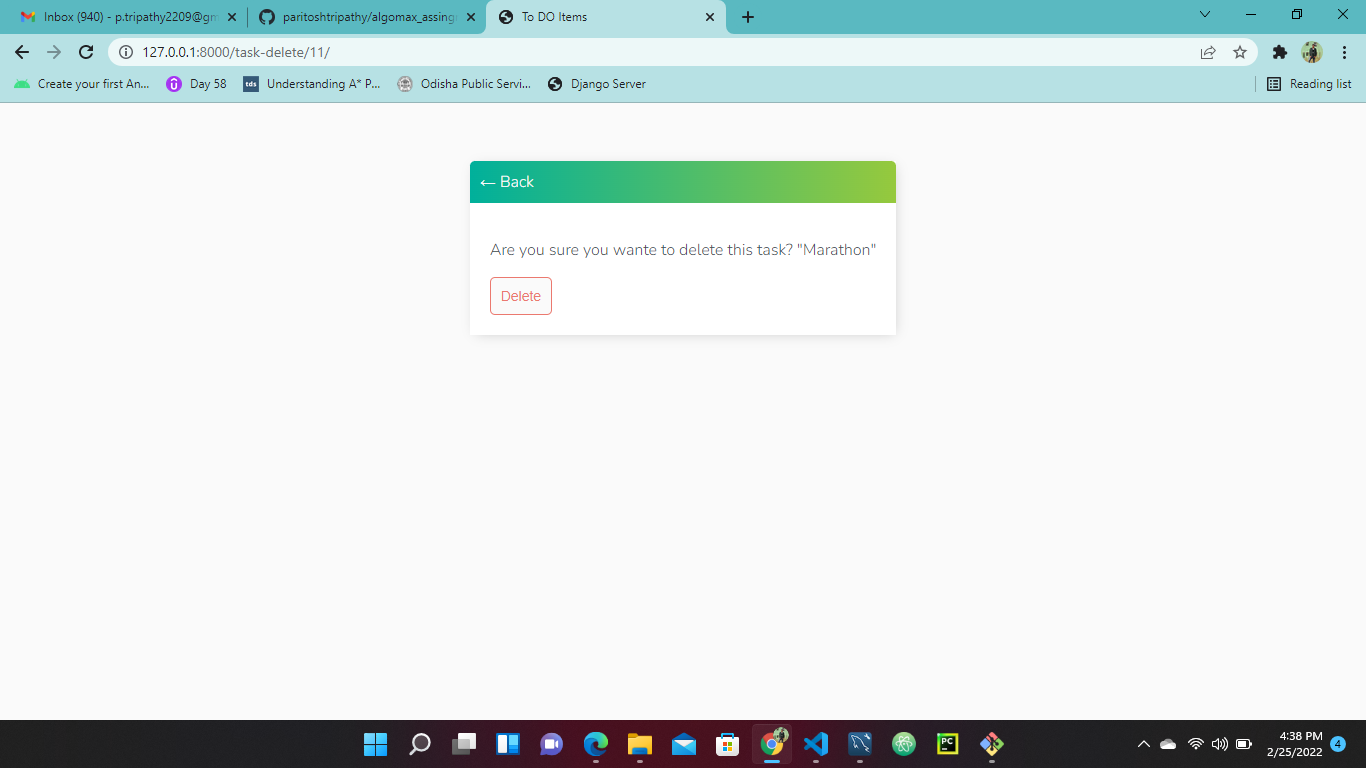 Inbox (940) - p.tripathy2209@gm
paritoshtripathy/algomax_assing
To DO Items
127.0.0.1:8000/task-delete/11/
Create your first An...
Day 58
tds
Understanding A* P...
Odisha Public Servi...
Django Server
Reading list
← Back
Are you sure you wante to delete this task? "Marathon"
Delete
PC
4:38 PM
2/25/2022
4